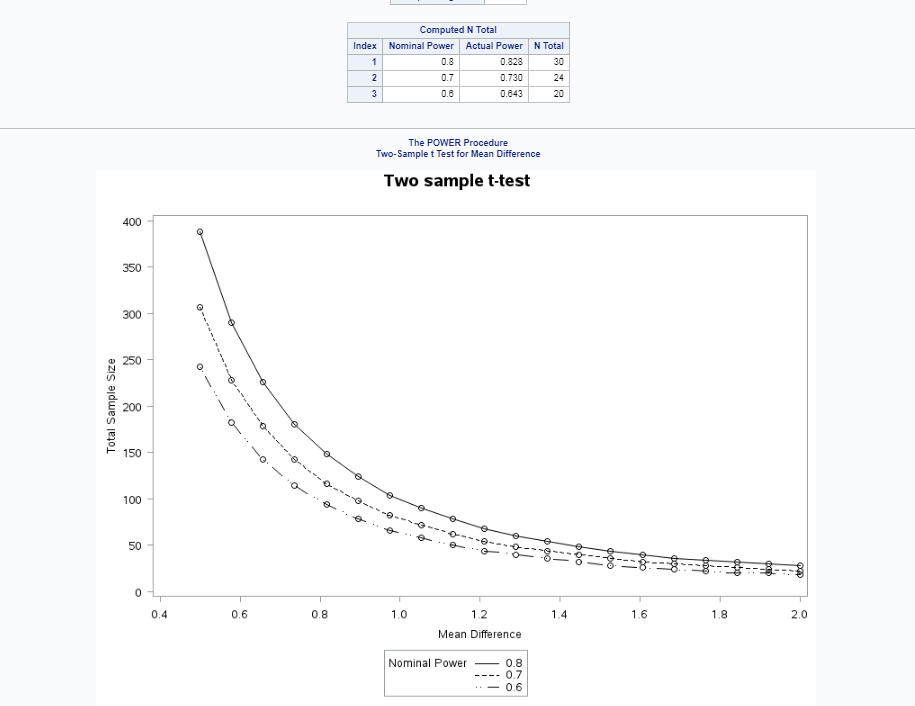 Computed N Total
Index Nominal Power Actual Power N Total
1 0.8 0.828 30
2 0.7 0.730 24
3 0.6 0.643 20
The POWER Procedure
Two-Sample t Test for Mean Difference
Two sample t-test
400
350
300
250
200
150
100
50
0
Total Sample Size
0.4 0.6 0.8 1.0 1.2 1.4 1.6 1.8 2.0
Mean Difference
Nominal Power 0.8
0.7
0.6